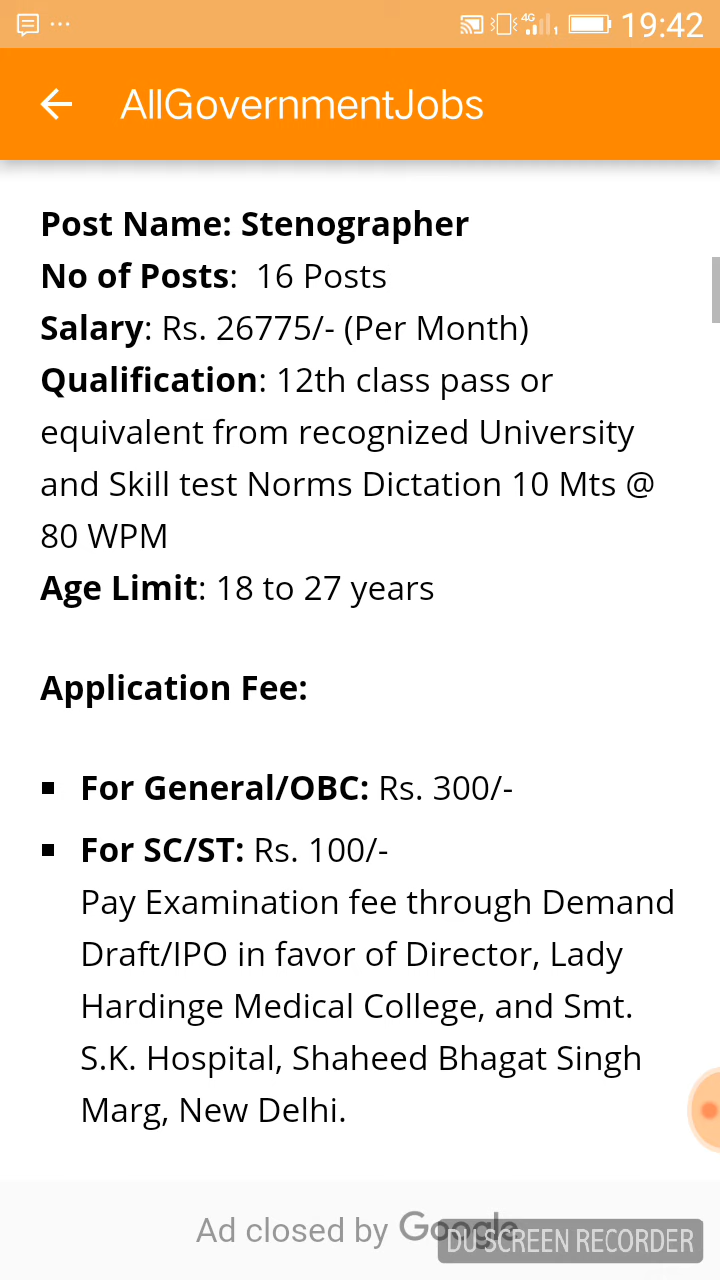 4G 19:42
AllGovernmentJobs
Post Name: Stenographer
No of Posts: 16 Posts
Salary: Rs. 26775/- (Per Month)
Qualification: 12th class pass or
equivalent from recognized University
and Skill test Norms Dictation 10 Mts @
80 WPM
Age Limit: 18 to 27 years
Application Fee:
▪ For General/OBC: Rs. 300/-
▪ For SC/ST: Rs. 100/-
Pay Examination fee through Demand
Draft/IPO in favor of Director, Lady
Hardinge Medical College, and Smt.
S.K. Hospital, Shaheed Bhagat Singh
Marg, New Delhi.
Ad closed by Google
DU SCREEN RECORDER